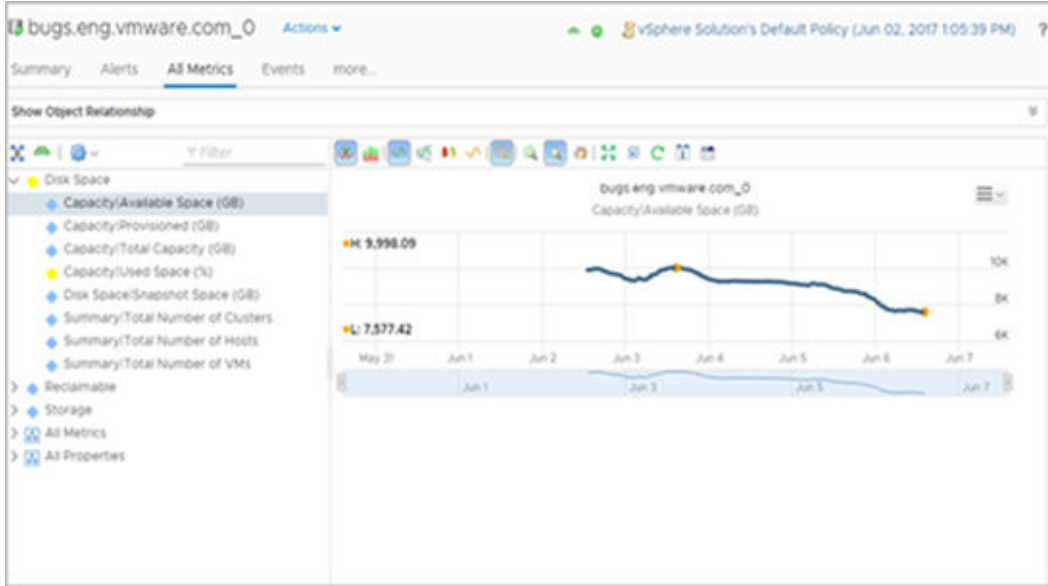 bugs.eng.vmware.com_0 Actions vSphere Solution's Default Policy (Jun 02, 2017 1:05:39 PM) ?
Summary Alerts All Metrics Events more...
Show Object Relationship
Filter
Disk Space
Capacity|Available Space (GB)
Capacity|Provisioned (GB)
Capacity|Total Capacity (GB)
Capacity|Used Space (%)
Disk Space|Snapshot Space (GB)
Summary|Total Number of Clusters
Summary|Total Number of Hosts
Summary|Total Number of VMs
Reclaimable
Storage
All Metrics
All Properties
bugs.eng.vmware.com_0
Capacity|Available Space (GB)
H: 9,998.09
10K
8K
L: 7,577.42
6K
May 31 Jun 1 Jun 2 Jun 3 Jun 4 Jun 5 Jun 6 Jun 7
Jun 1 Jun 3 Jun 5 Jun 7